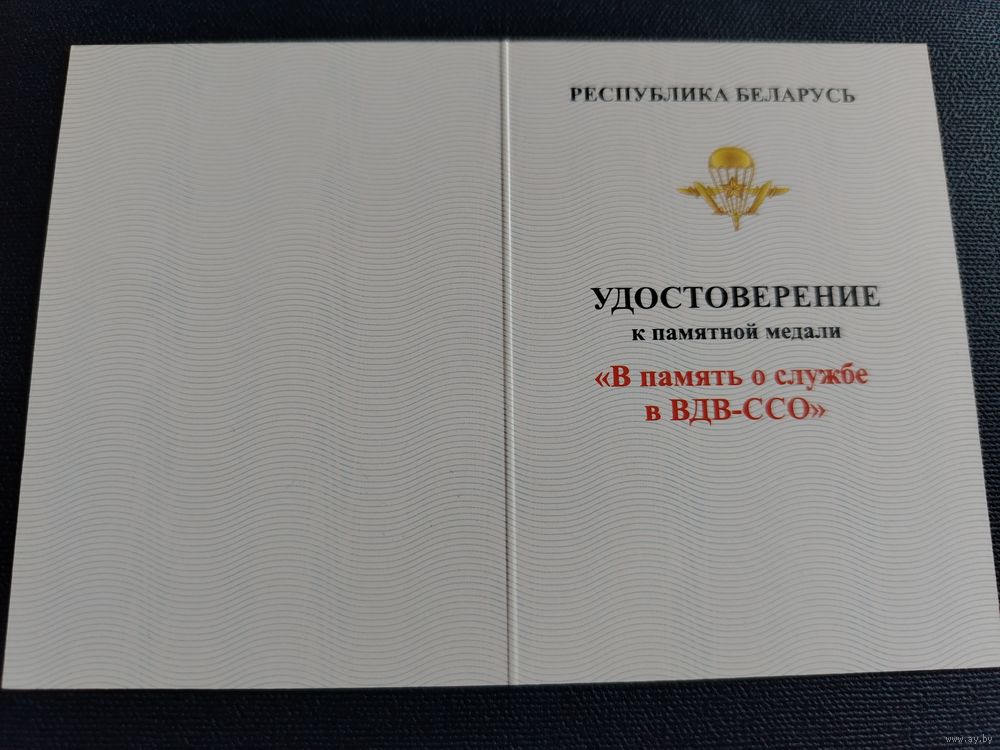 РЕСПУБЛИКА БЕЛАРУСЬ
УДОСТОВЕРЕНИЕ
к памятной медали
«В память о службе
в ВДВ-ССО»
www.ay.by